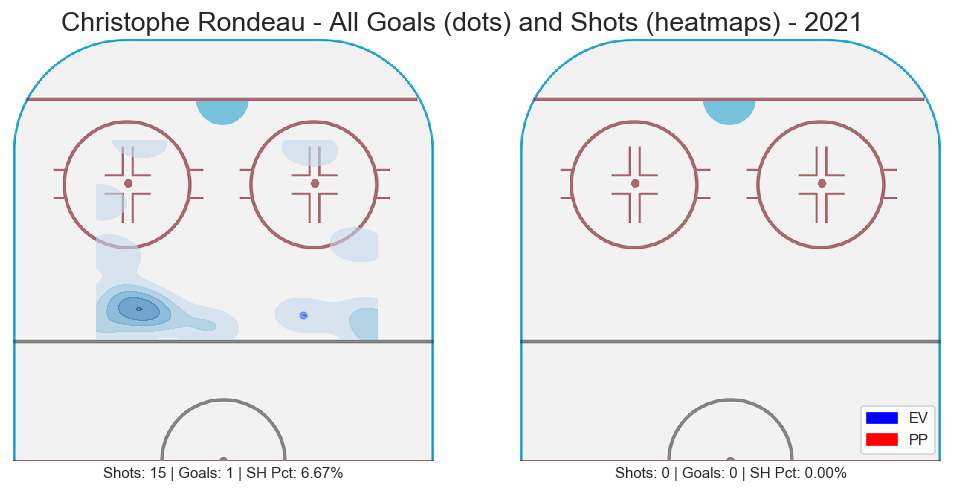 Christophe Rondeau - All Goals (dots) and Shots (heatmaps) - 2021
EV
PP
Shots: 15 | Goals: 1 | SH Pct: 6.67%
Shots: 0 | Goals: 0 | SH Pct: 0.00%